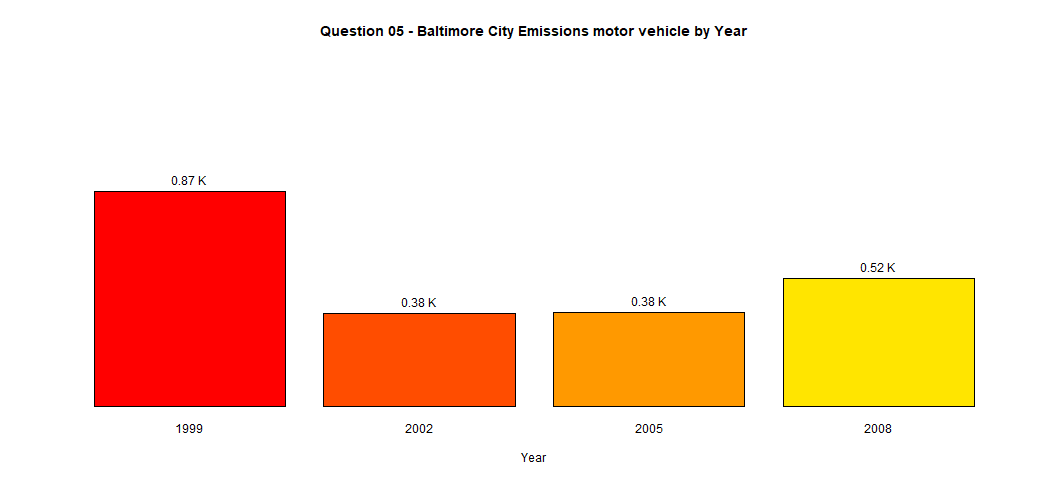 Question 05 - Baltimore City Emissions motor vehicle by Year
0.87 K
0.38 K
0.38 K
0.52 K
1999
2002
2005
2008
Year